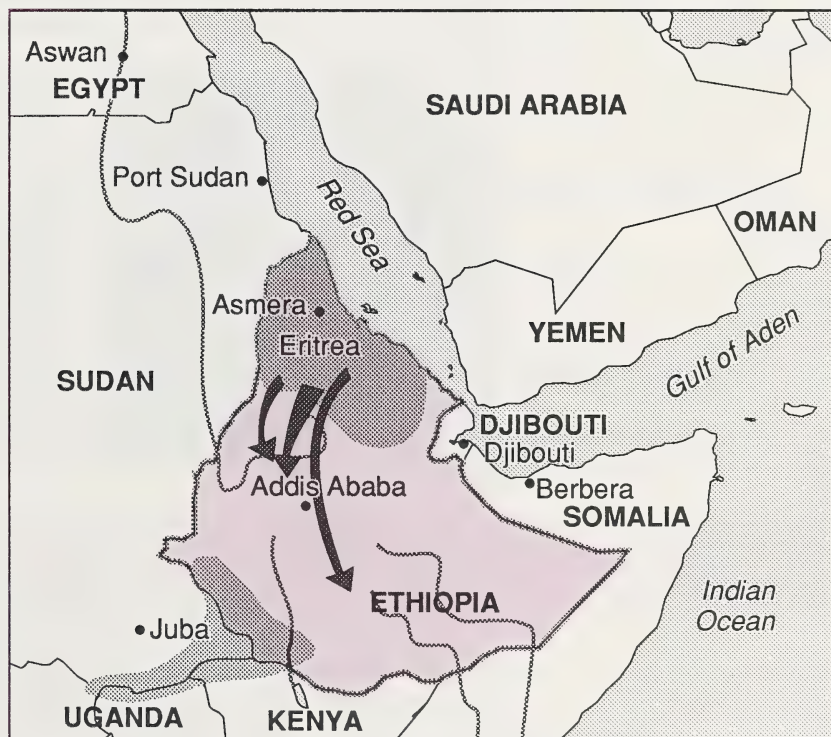 Aswan
EGYPT
SAUDI ARABIA
Port Sudan
Red Sea
OMAN
Asmera
Eritrea
YEMEN
Gulf of Aden
SUDAN
DJIBOUTI
Djibouti
Addis Ababa
Berbera
SOMALIA
Indian
Ocean
ETHIOPIA
Juba
UGANDA
KENYA